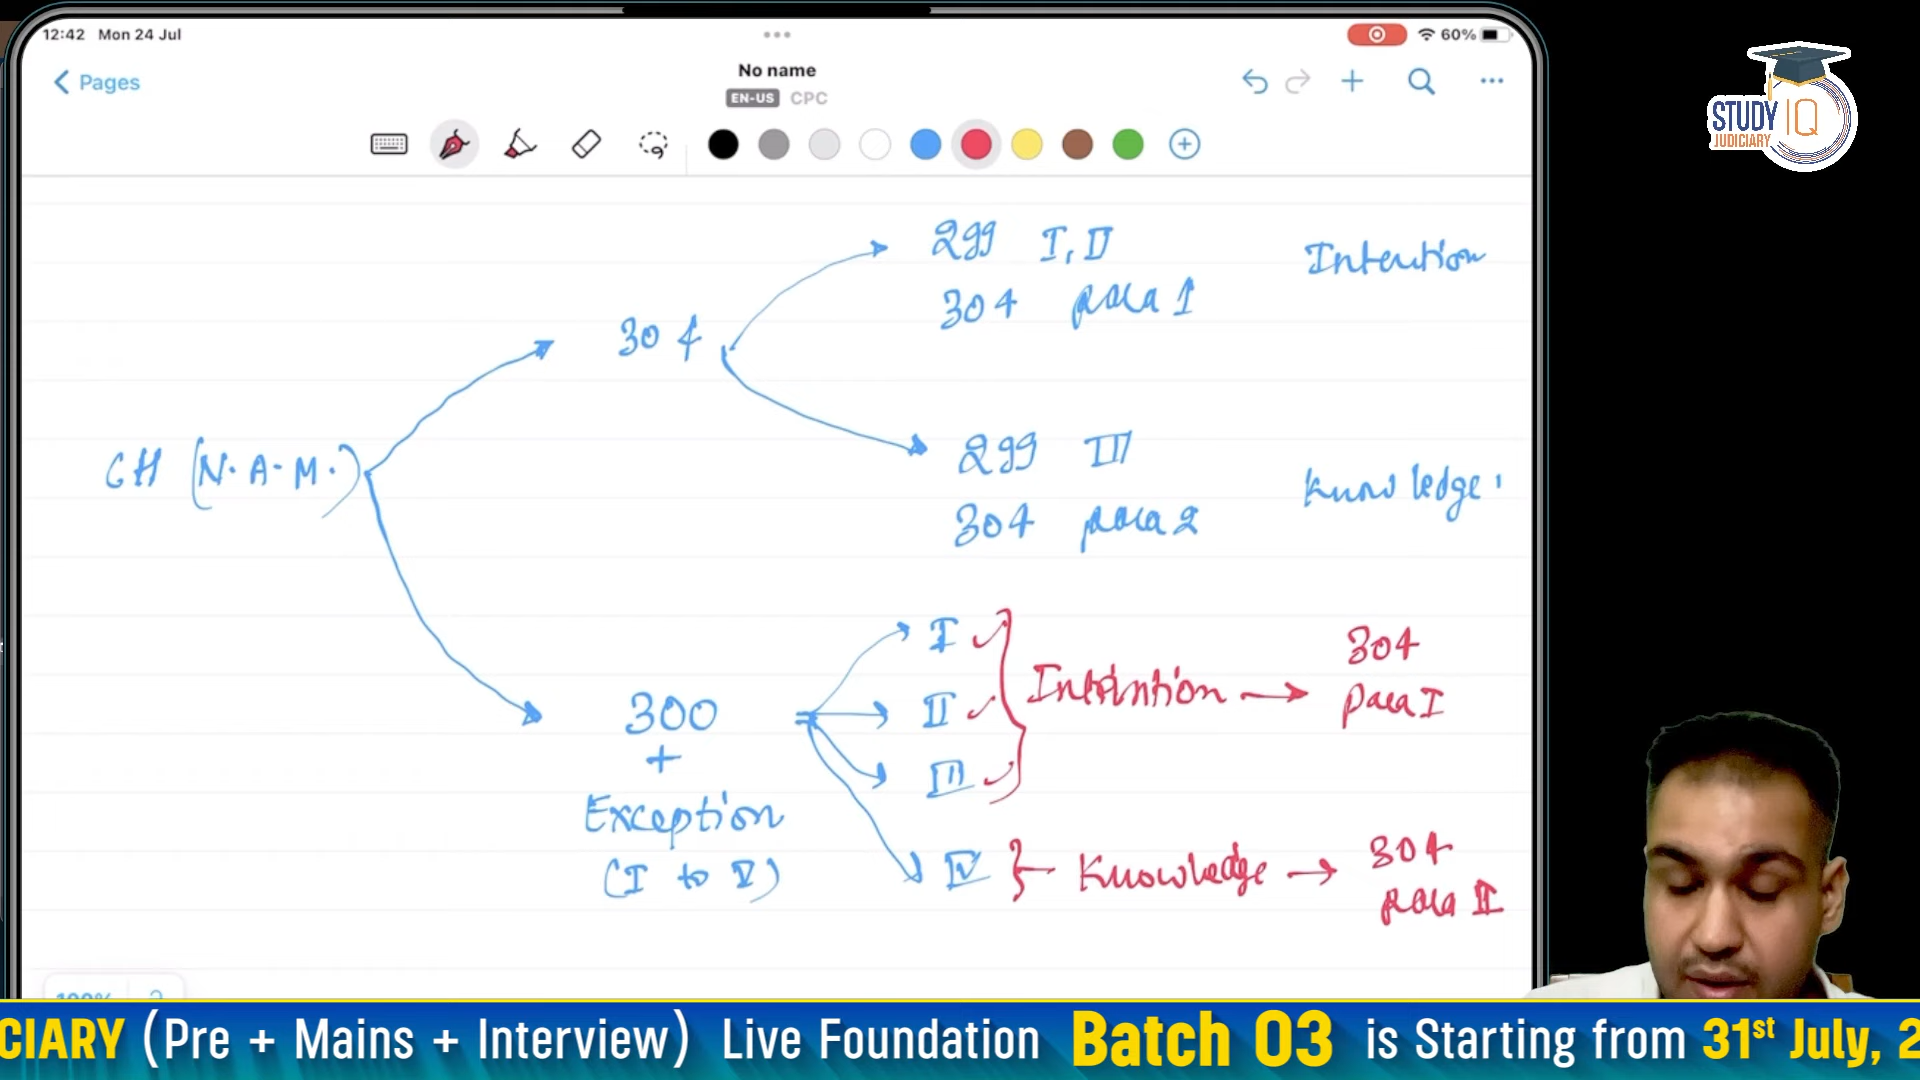 12:42 Mon 24 Jul
60%
Pages
No name
EN-US CPC
STUDY IQ
JUDICIARY
299 I, II
Intention
304 para 1
304
299 III
Knowledge
304 para 2
CH (N.A.M.)
I
II
III
Intention
304
para I
300
+
Exception
(I to V)
IV
Knowledge
304
para II
CIARY (Pre + Mains + Interview) Live Foundation Batch 03 is Starting from 31st July, 2